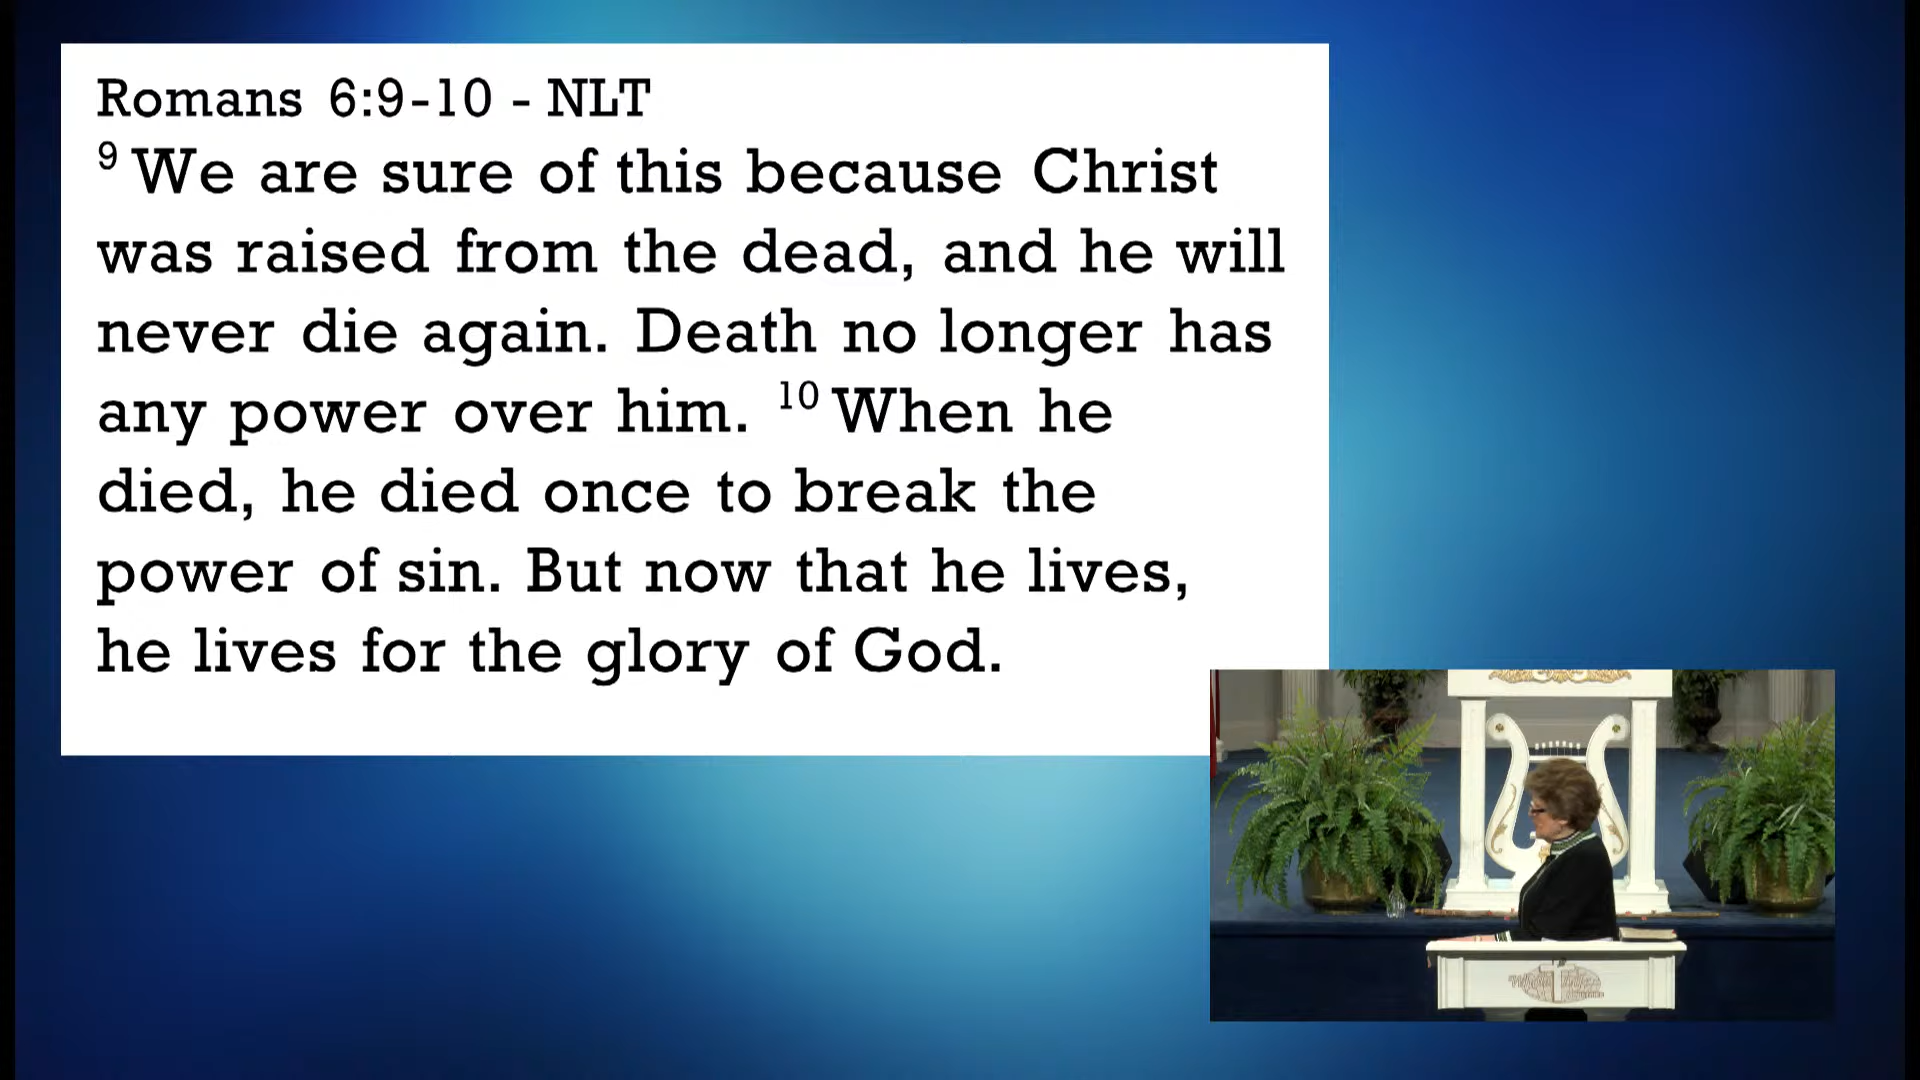 Romans 6:9-10 - NLT
9 We are sure of this because Christ
was raised from the dead, and he will
never die again. Death no longer has
any power over him. 10 When he
died, he died once to break the
power of sin. But now that he lives,
he lives for the glory of God.